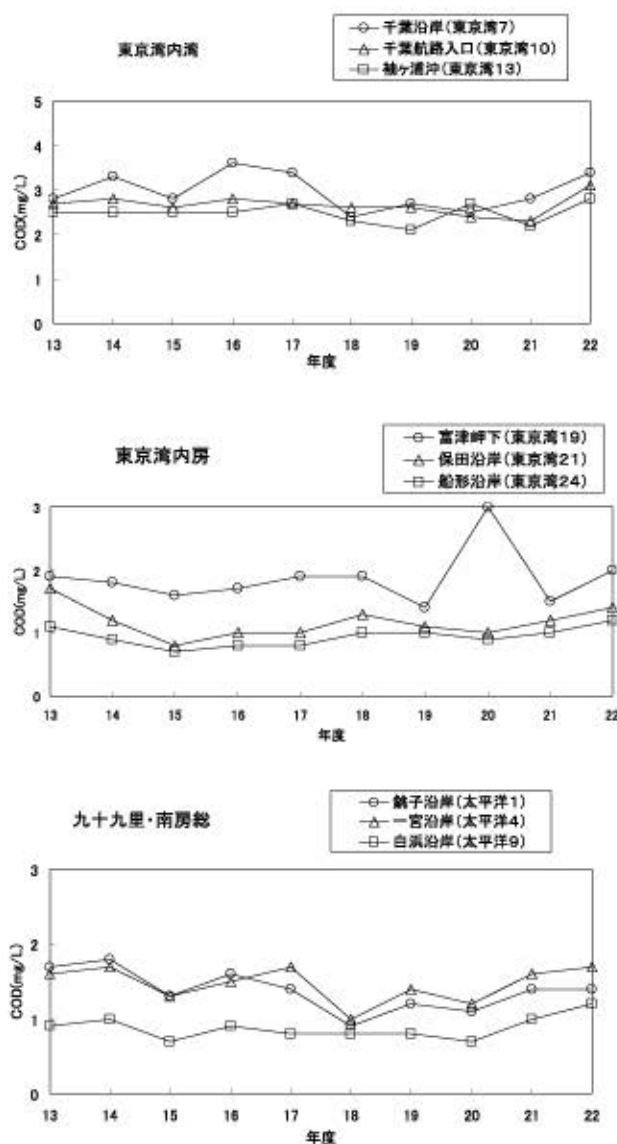 東京湾内湾
千葉沿岸(東京湾7)
千葉航路入口(東京湾10)
袖ヶ浦沖(東京湾13)
COD(mg/L)
5
4
3
2
1
0
13 14 15 16 17 18 19 20 21 22
年度
東京湾内房
富津岬下(東京湾19)
保田沿岸(東京湾21)
船形沿岸(東京湾24)
COD(mg/L)
3
2
1
0
13 14 15 16 17 18 19 20 21 22
年度
九十九里・南房総
銚子沿岸(太平洋1)
一宮沿岸(太平洋4)
白浜沿岸(太平洋9)
COD(mg/L)
3
2
1
0
13 14 15 16 17 18 19 20 21 22
年度